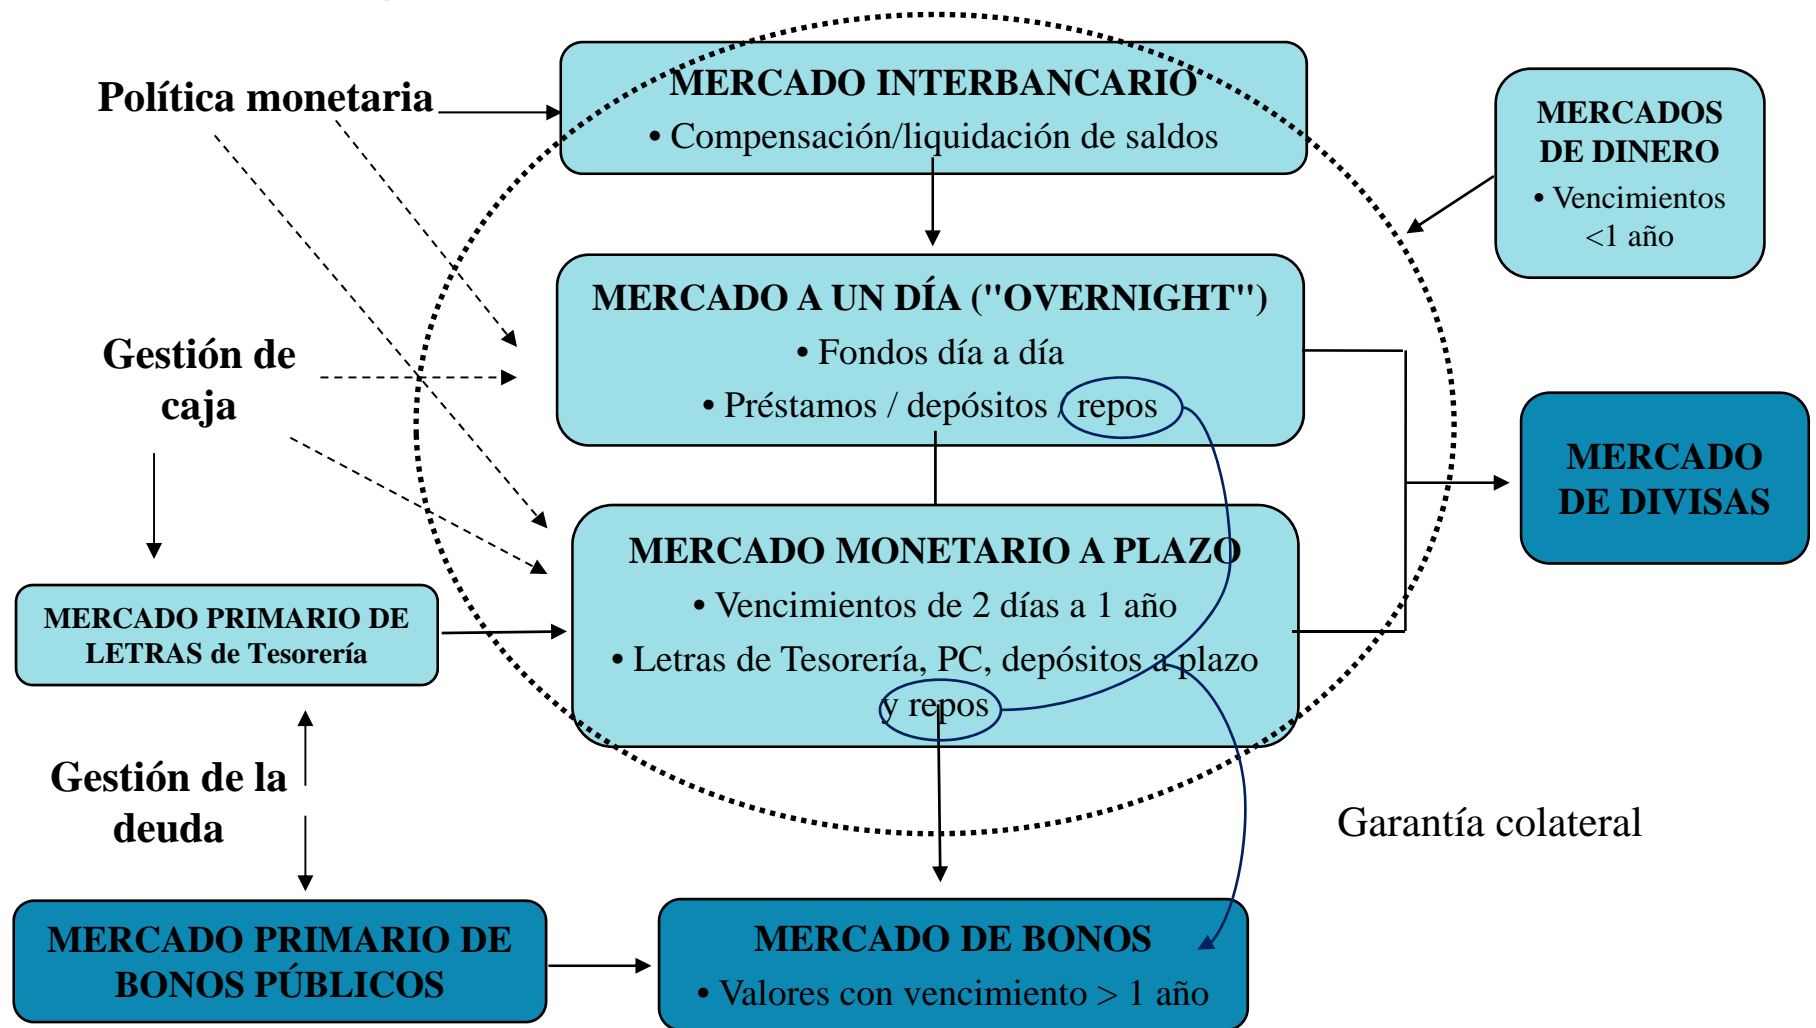 Política monetaria
MERCADO INTERBANCARIO
• Compensación/liquidación de saldos
MERCADOS
DE DINERO
• Vencimientos
<1 año
MERCADO A UN DÍA ("OVERNIGHT")
• Fondos día a día
• Préstamos / depósitos / repos
Gestión de
caja
MERCADO
DE DIVISAS
MERCADO MONETARIO A PLAZO
• Vencimientos de 2 días a 1 año
• Letras de Tesorería, PC, depósitos a plazo
y repos
MERCADO PRIMARIO DE
LETRAS de Tesorería
Gestión de la
deuda
Garantía colateral
MERCADO PRIMARIO DE
BONOS PÚBLICOS
MERCADO DE BONOS
• Valores con vencimiento > 1 año